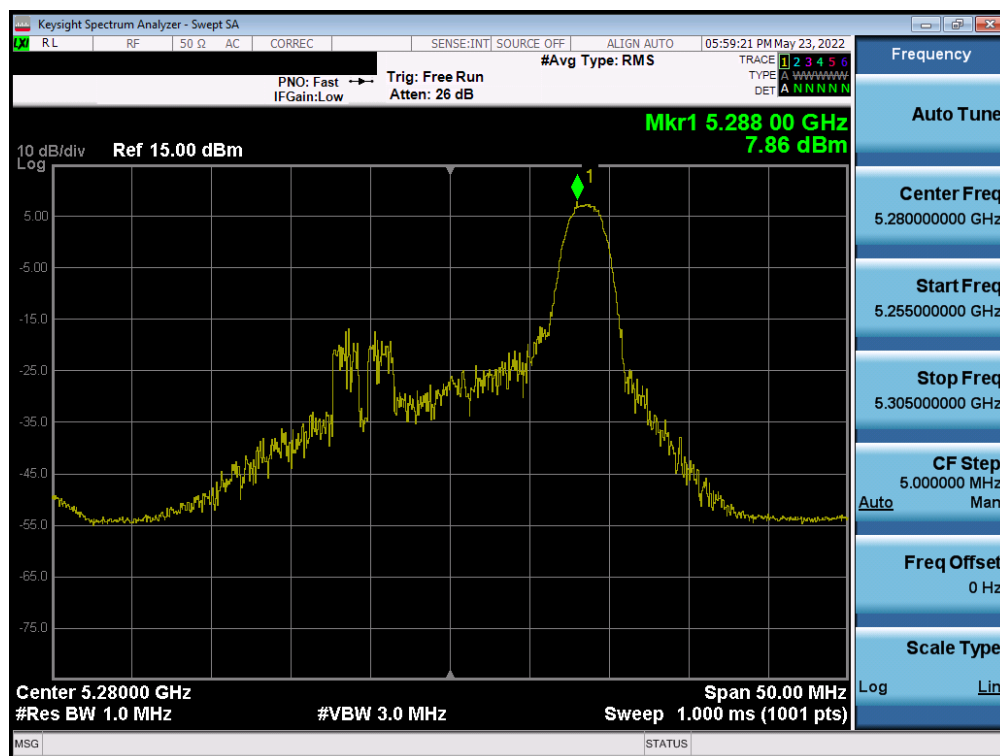 Keysight Spectrum Analyzer - Swept SA
LXI RL RF 50 Ω AC CORREC SENSE:INT SOURCE OFF ALIGN AUTO 05:59:21 PM May 23, 2022
#Avg Type: RMS
TRACE 1 2 3 4 5 6
PNO: Fast Trig: Free Run
TYPE A WWWWW
IFGain:Low Atten: 26 dB
DET A N N N N N
Mkr1 5.288 00 GHz
7.86 dBm
10 dB/div Ref 15.00 dBm
Log
1
5.00
-5.00
-15.0
-25.0
-35.0
-45.0
-55.0
-65.0
-75.0
Center 5.28000 GHz Span 50.00 MHz
#Res BW 1.0 MHz #VBW 3.0 MHz Sweep 1.000 ms (1001 pts)
MSG STATUS
Frequency
Auto Tune
Center Freq
5.280000000 GHz
Start Freq
5.255000000 GHz
Stop Freq
5.305000000 GHz
CF Step
5.000000 MHz
Auto Man
Freq Offset
0 Hz
Scale Type
Log Lin